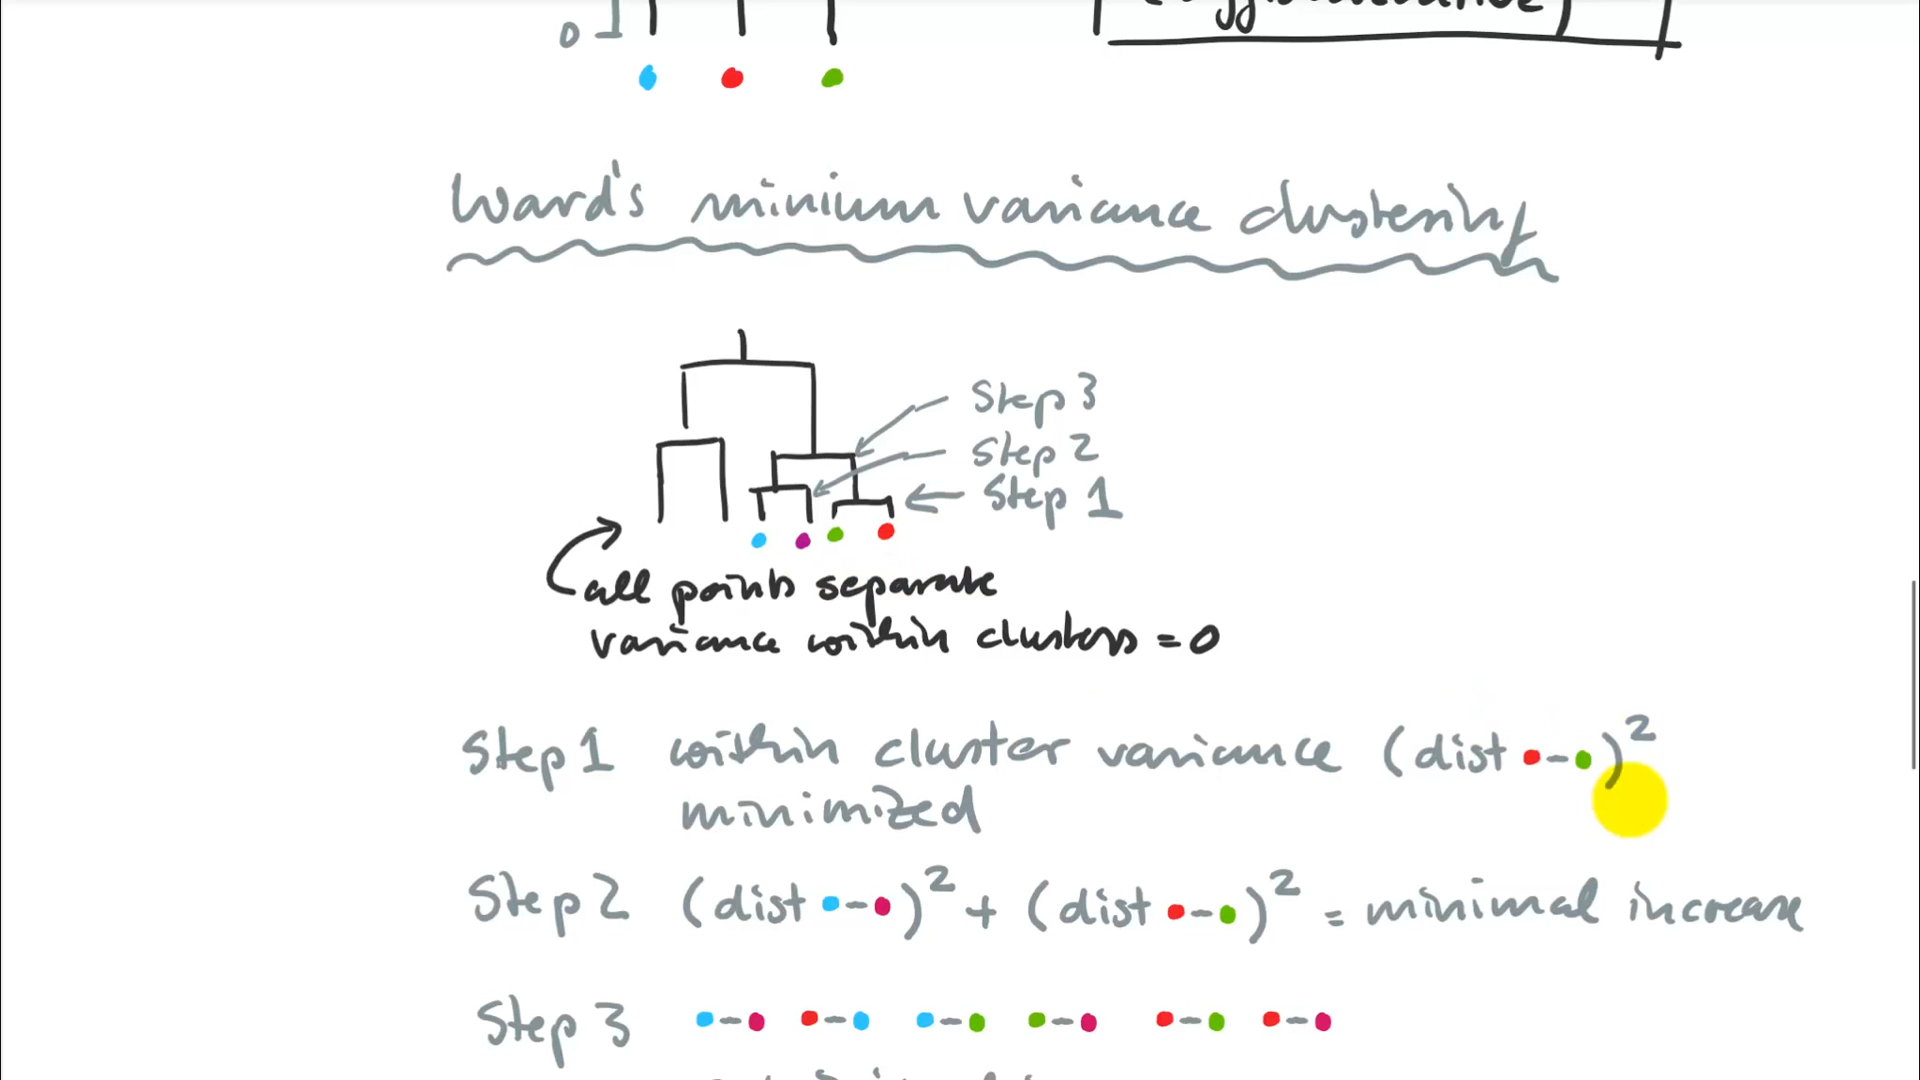 0
Ward's minium variance clustering
Step 3
Step 2
Step 1
all points separate
variance within clusters = 0
Step 1 within cluster variance (dist - )²
minimized
Step 2 (dist - )² + (dist - )² = minimal increase
Step 3 - - - - - -